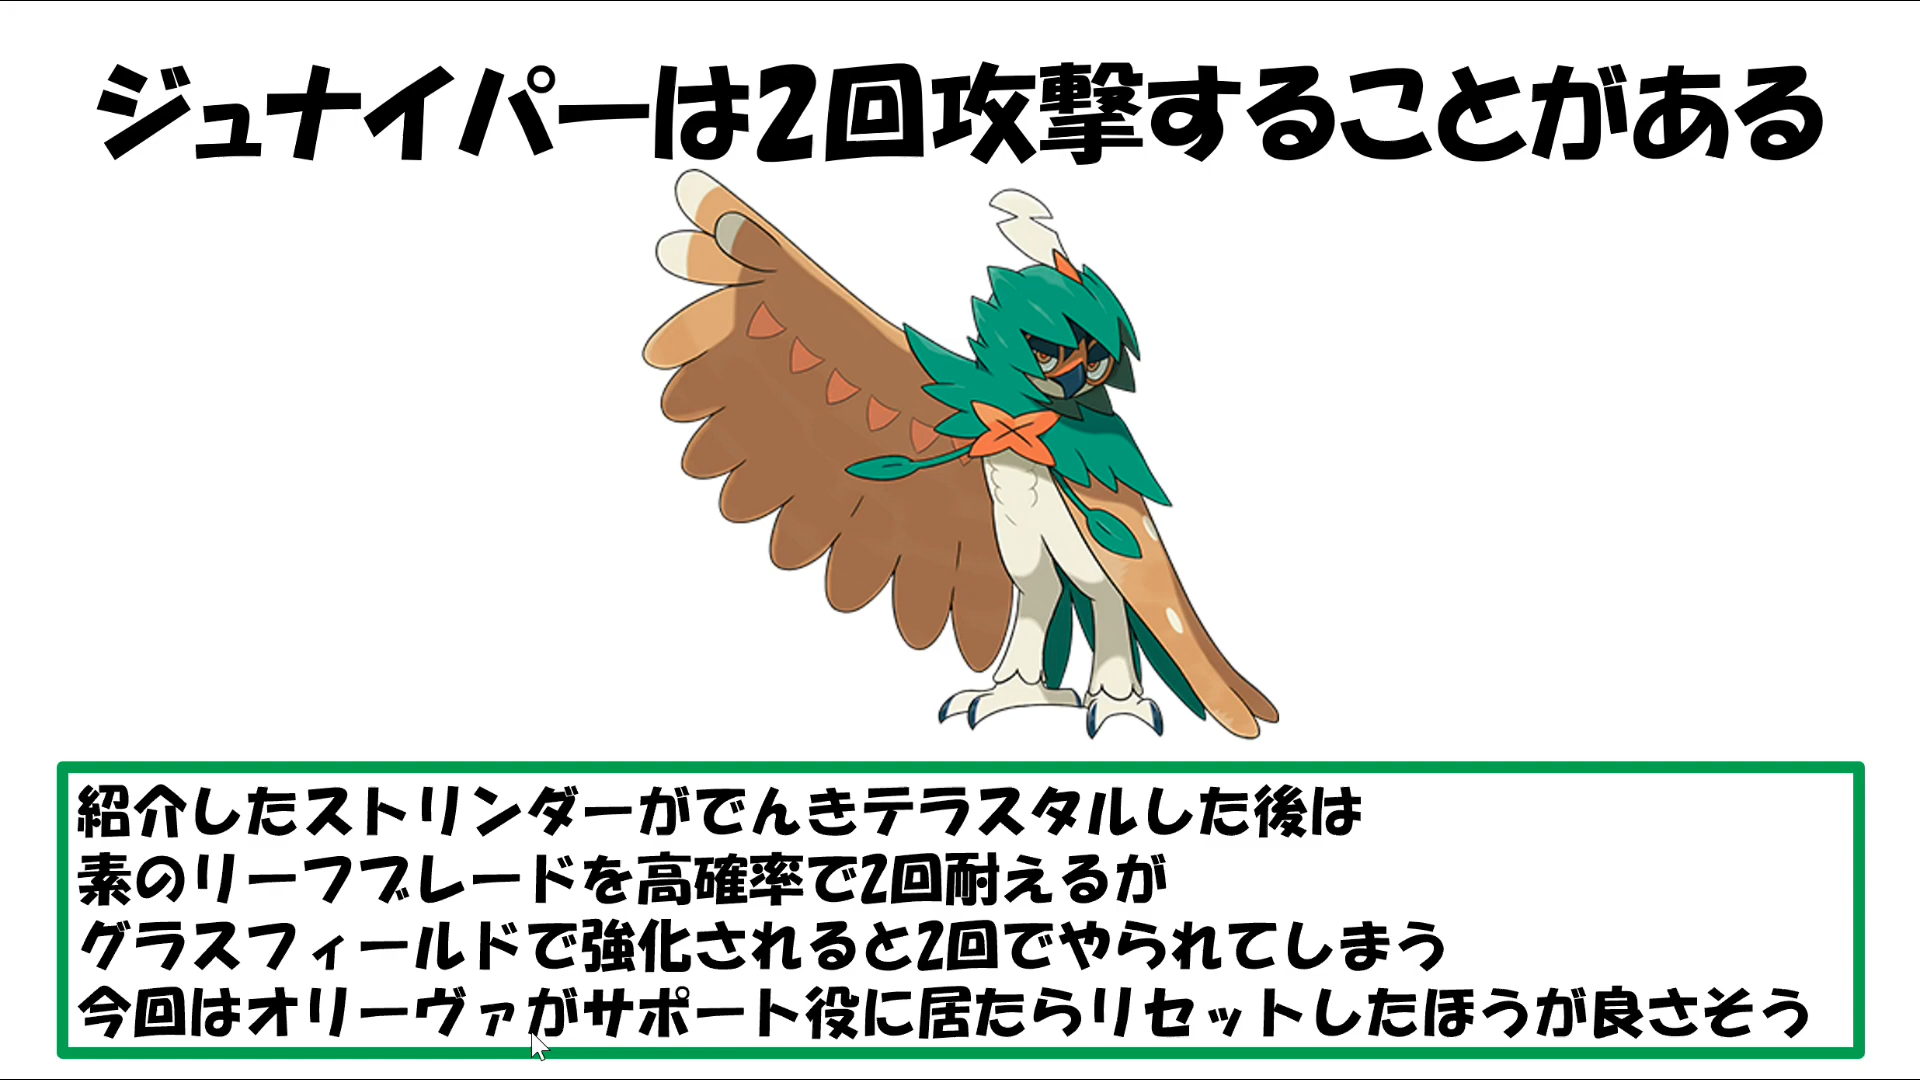 ジュナイパーは2回攻撃することがある
紹介したストリンダーがでんきテラスタルした後は
素のリーフブレードを高確率で2回耐えるが
グラスフィールドで強化されると2回でやられてしまう
今回はオリーヴァがサポート役に居たらリセットしたほうが良さそう